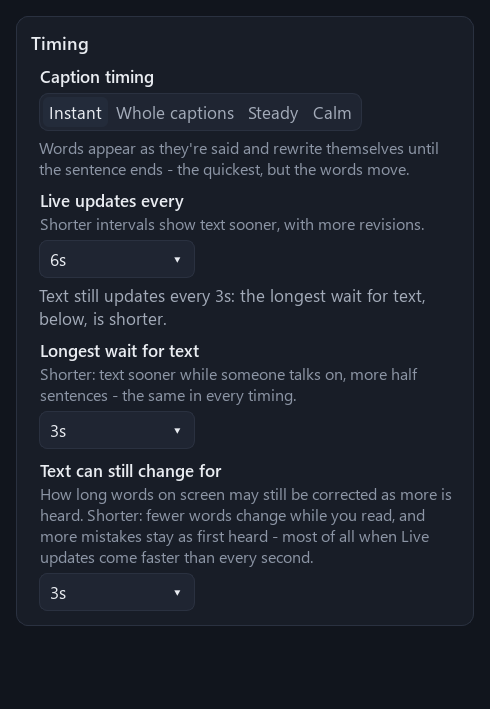 Timing
Caption timing
Instant Whole captions Steady Calm
Words appear as they're said and rewrite themselves until
the sentence ends - the quickest, but the words move.
Live updates every
Shorter intervals show text sooner, with more revisions.
6s
Text still updates every 3s: the longest wait for text,
below, is shorter.
Longest wait for text
Shorter: text sooner while someone talks on, more half
sentences - the same in every timing.
3s
Text can still change for
How long words on screen may still be corrected as more is
heard. Shorter: fewer words change while you read, and
more mistakes stay as first heard - most of all when Live
updates come faster than every second.
3s